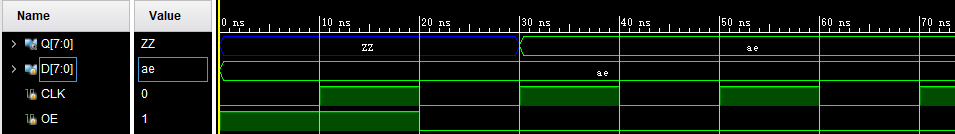 Name Value 0 ns 10 ns 20 ns 30 ns 40 ns 50 ns 60 ns 70 ns
Q[7:0] ZZ ZZ ae
D[7:0] ae ae
CLK 0
OE 1